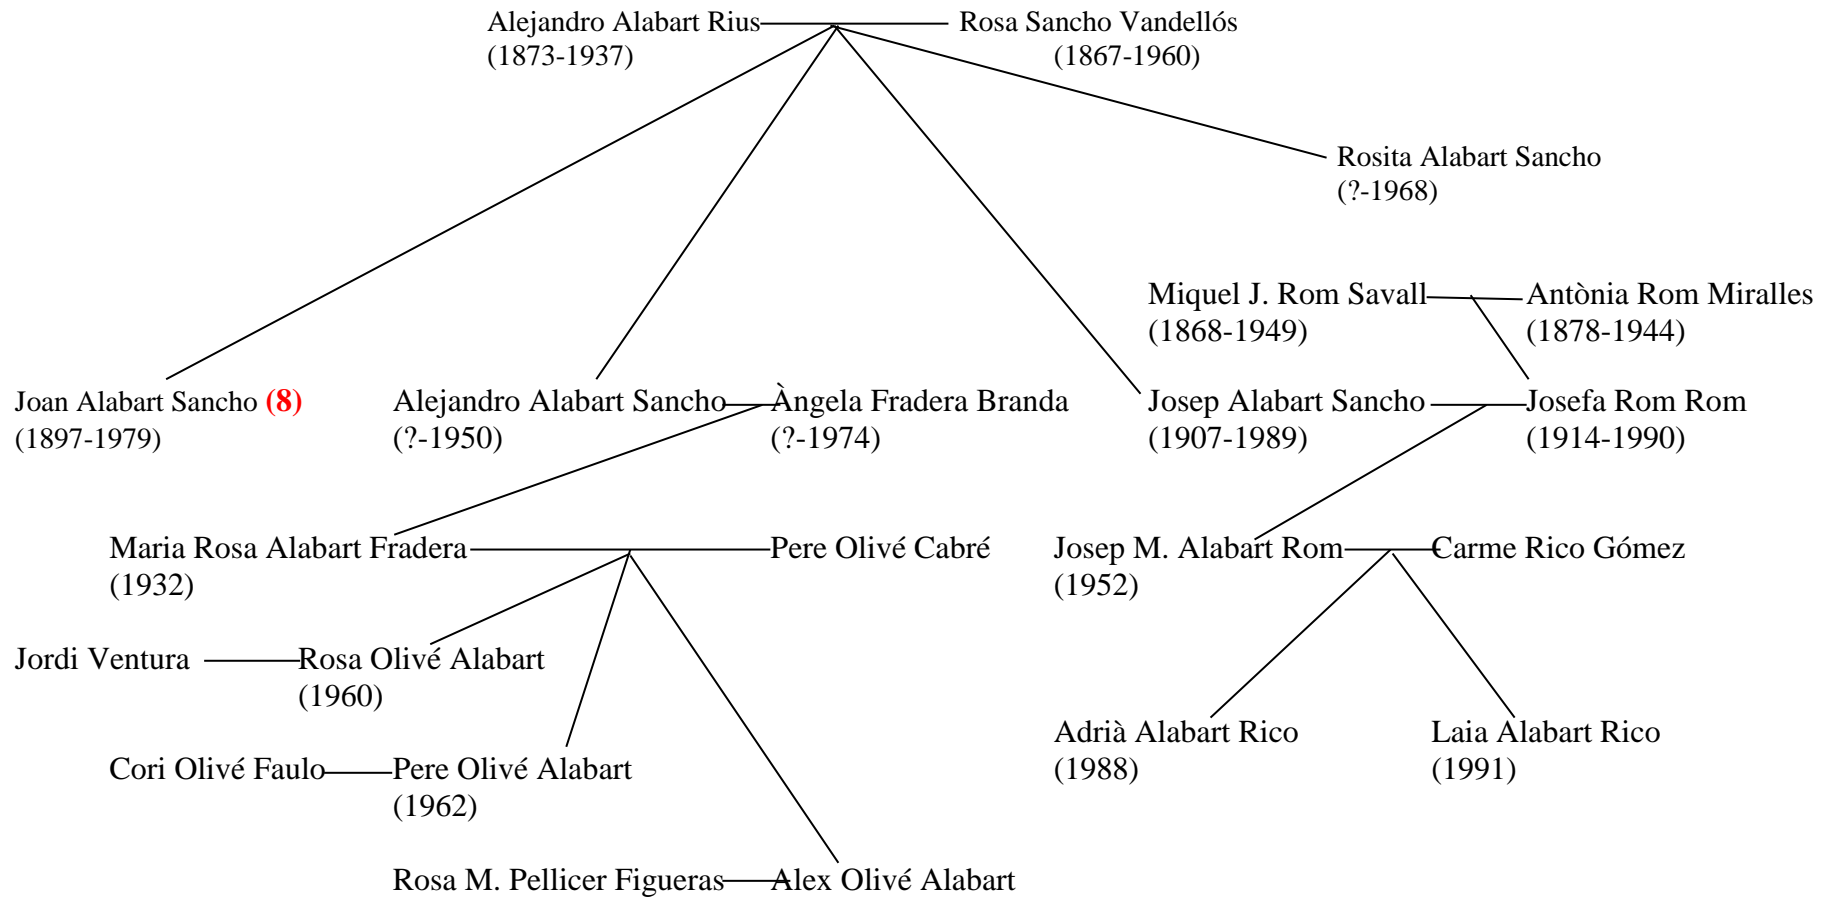 Alejandro Alabart Rius Rosa Sancho Vandellós
(1873-1937) (1867-1960)
Rosita Alabart Sancho
(?-1968)
Miquel J. Rom Savall Antònia Rom Miralles
(1868-1949) (1878-1944)
Joan Alabart Sancho (8) Alejandro Alabart Sancho Àngela Fradera Branda Josep Alabart Sancho Josefa Rom Rom
(1897-1979) (?-1950) (?-1974) (1907-1989) (1914-1990)
Maria Rosa Alabart Fradera Pere Olivé Cabré Josep M. Alabart Rom Carme Rico Gómez
(1932) (1952)
Jordi Ventura Rosa Olivé Alabart
(1960)
Adrià Alabart Rico Laia Alabart Rico
Cori Olivé Faulo Pere Olivé Alabart (1988) (1991)
(1962)
Rosa M. Pellicer Figueras Alex Olivé Alabart